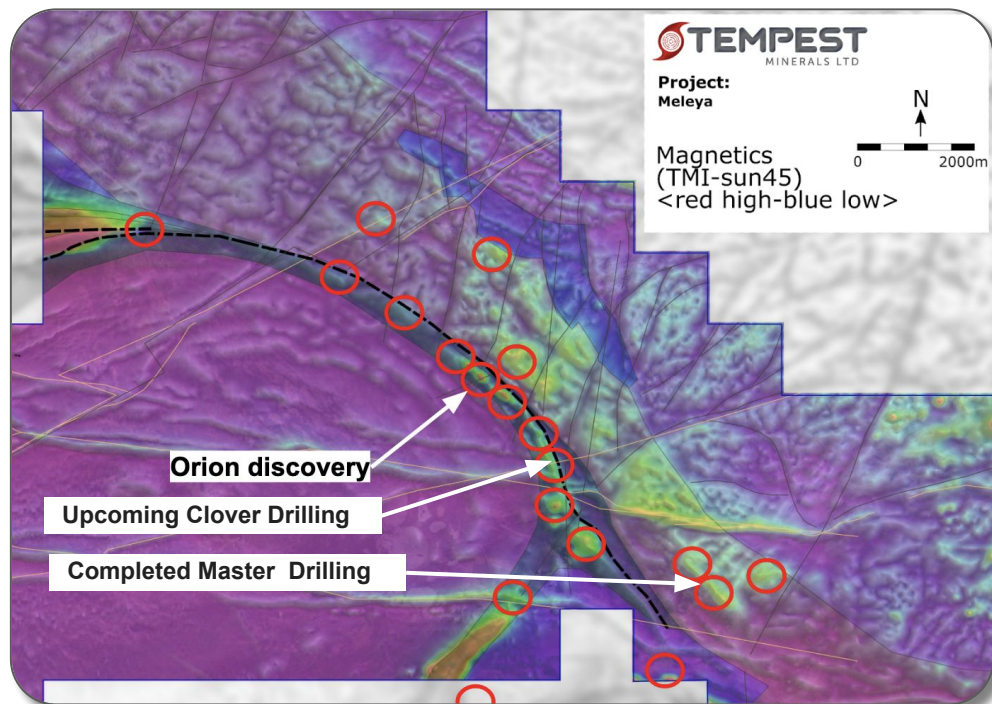 TEMPEST
MINERALS LTD
Project:
Meleya
N
0 2000m
Magnetics
(TMI-sun45)
<red high-blue low>
Orion discovery
Upcoming Clover Drilling
Completed Master Drilling